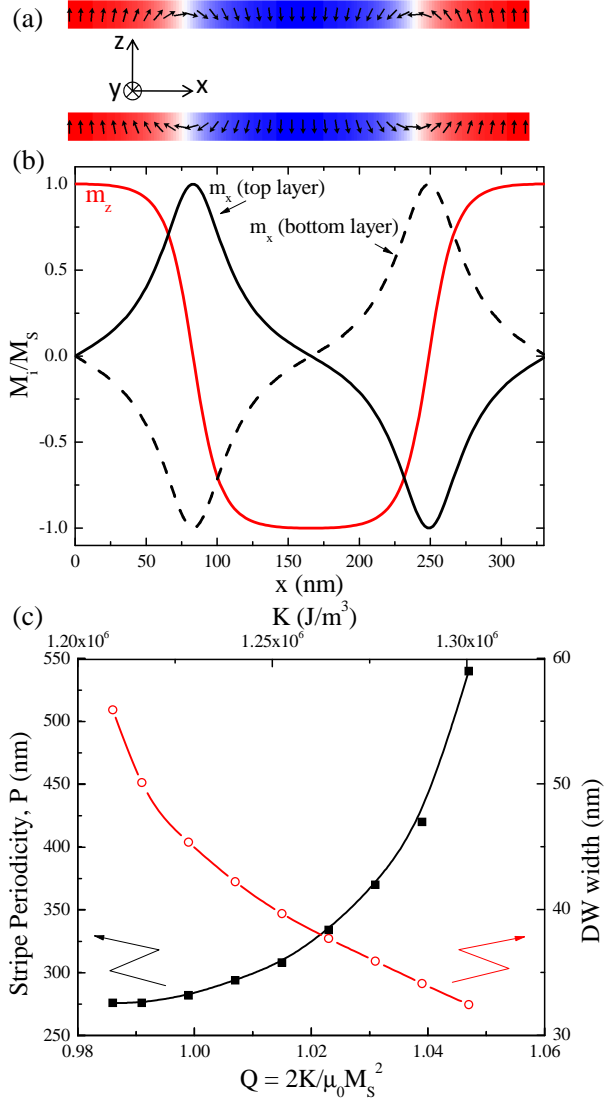 (a)
z
y
x
(b)
1.0
0.5
0.0
-0.5
-1.0
M_i/M_S
m_z
m_x (top layer)
m_x (bottom layer)
0 50 100 150 200 250 300
x (nm)
(c)
K (J/m³)
1.20x10⁶ 1.25x10⁶ 1.30x10⁶
550
500
450
400
350
300
250
Stripe Periodicity, P (nm)
60
50
40
30
DW width (nm)
0.98 1.00 1.02 1.04 1.06
Q = 2K/μ₀M_S²